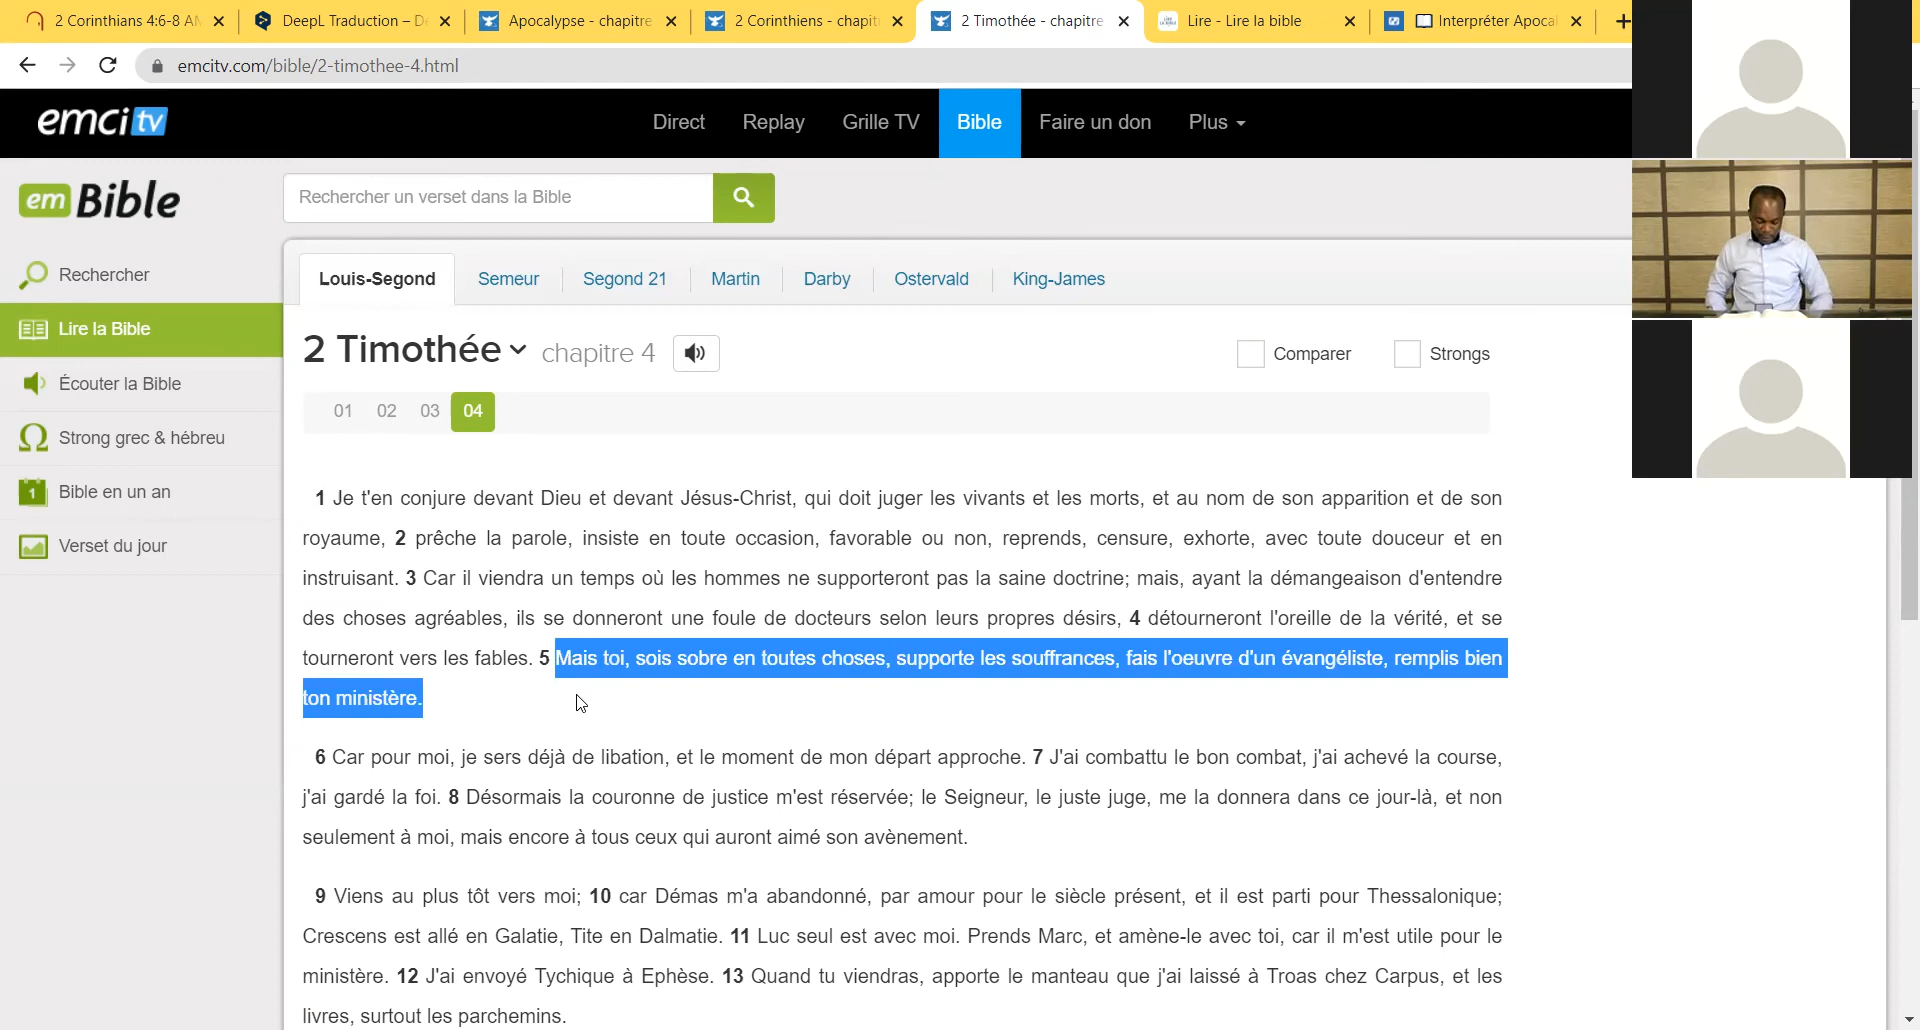 2 Corinthians 4:6-8 A
DeepL Traduction – D
Apocalypse - chapitre
2 Corinthiens - chapit
2 Timothée - chapitre
Lire - Lire la bible
Interpréter Apoca
emcitv.com/bible/2-timothee-4.html
emci tv
Direct
Replay
Grille TV
Bible
Faire un don
Plus
em Bible
Rechercher un verset dans la Bible
Rechercher
Lire la Bible
Écouter la Bible
Strong grec & hébreu
1
Bible en un an
Verset du jour
Louis-Segond
Semeur
Segond 21
Martin
Darby
Ostervald
King-James
2 Timothée chapitre 4
Comparer
Strongs
01 02 03 04
1 Je t'en conjure devant Dieu et devant Jésus-Christ, qui doit juger les vivants et les morts, et au nom de son apparition et de son
royaume, 2 prêche la parole, insiste en toute occasion, favorable ou non, reprends, censure, exhorte, avec toute douceur et en
instruisant. 3 Car il viendra un temps où les hommes ne supporteront pas la saine doctrine; mais, ayant la démangeaison d'entendre
des choses agréables, ils se donneront une foule de docteurs selon leurs propres désirs, 4 détourneront l'oreille de la vérité, et se
tourneront vers les fables. 5 Mais toi, sois sobre en toutes choses, supporte les souffrances, fais l'oeuvre d'un évangéliste, remplis bien
ton ministère.
6 Car pour moi, je sers déjà de libation, et le moment de mon départ approche. 7 J'ai combattu le bon combat, j'ai achevé la course,
j'ai gardé la foi. 8 Désormais la couronne de justice m'est réservée; le Seigneur, le juste juge, me la donnera dans ce jour-là, et non
seulement à moi, mais encore à tous ceux qui auront aimé son avènement.
9 Viens au plus tôt vers moi; 10 car Démas m'a abandonné, par amour pour le siècle présent, et il est parti pour Thessalonique;
Crescens est allé en Galatie, Tite en Dalmatie. 11 Luc seul est avec moi. Prends Marc, et amène-le avec toi, car il m'est utile pour le
ministère. 12 J'ai envoyé Tychique à Ephèse. 13 Quand tu viendras, apporte le manteau que j'ai laissé à Troas chez Carpus, et les
livres, surtout les parchemins.